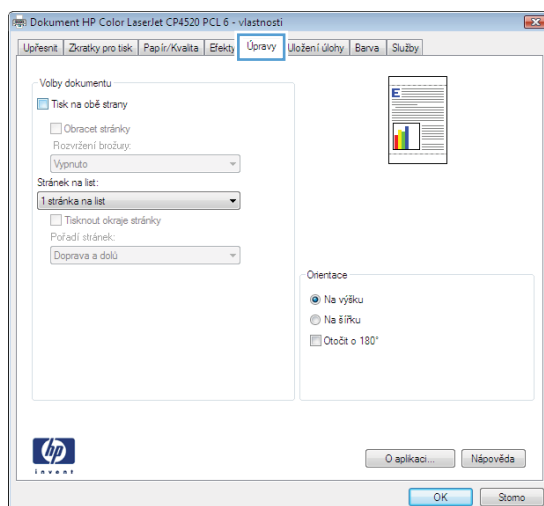 Dokument HP Color LaserJet CP4520 PCL 6 - vlastnosti
Upřesnit Zkratky pro tisk Papír/Kvalita Efekty Úpravy Uložení úlohy Barva Služby
Volby dokumentu
Tisk na obě strany
Obracet stránky
Rozvržení brožury:
Vypnuto
Stránek na list:
1 stránka na list
Tisknout okraje stránky
Pořadí stránek:
Doprava a dolů
E
Orientace
Na výšku
Na šířku
Otočit o 180°
hp
invent
O aplikaci...
Nápověda
OK
Storno